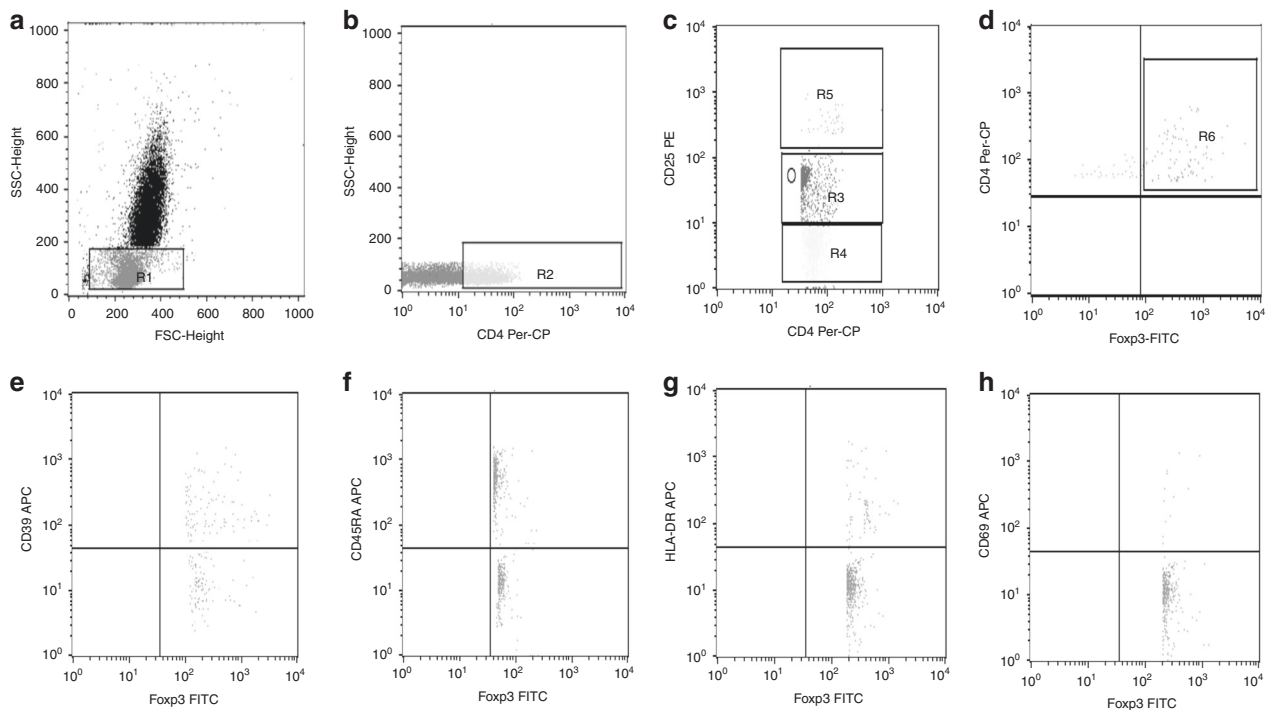 a
1000
800
600
400
200
0
SSC-Height
R1
0 200 400 600 800 1000
FSC-Height
b
1000
800
600
400
200
0
SSC-Height
R2
10^0 10^1 10^2 10^3 10^4
CD4 Per-CP
c
10^4
10^3
10^2
10^1
10^0
CD25 PE
R5
R3
R4
10^0 10^1 10^2 10^3 10^4
CD4 Per-CP
d
10^4
10^3
10^2
10^1
10^0
CD4 Per-CP
R6
10^0 10^1 10^2 10^3 10^4
Foxp3-FITC
e
10^4
10^3
10^2
10^1
10^0
CD39 APC
10^0 10^1 10^2 10^3 10^4
Foxp3 FITC
f
10^4
10^3
10^2
10^1
10^0
CD45RA APC
10^0 10^1 10^2 10^3 10^4
Foxp3 FITC
g
10^4
10^3
10^2
10^1
10^0
HLA-DR APC
10^0 10^1 10^2 10^3 10^4
Foxp3 FITC
h
10^4
10^3
10^2
10^1
10^0
CD69 APC
10^0 10^1 10^2 10^3 10^4
Foxp3 FITC